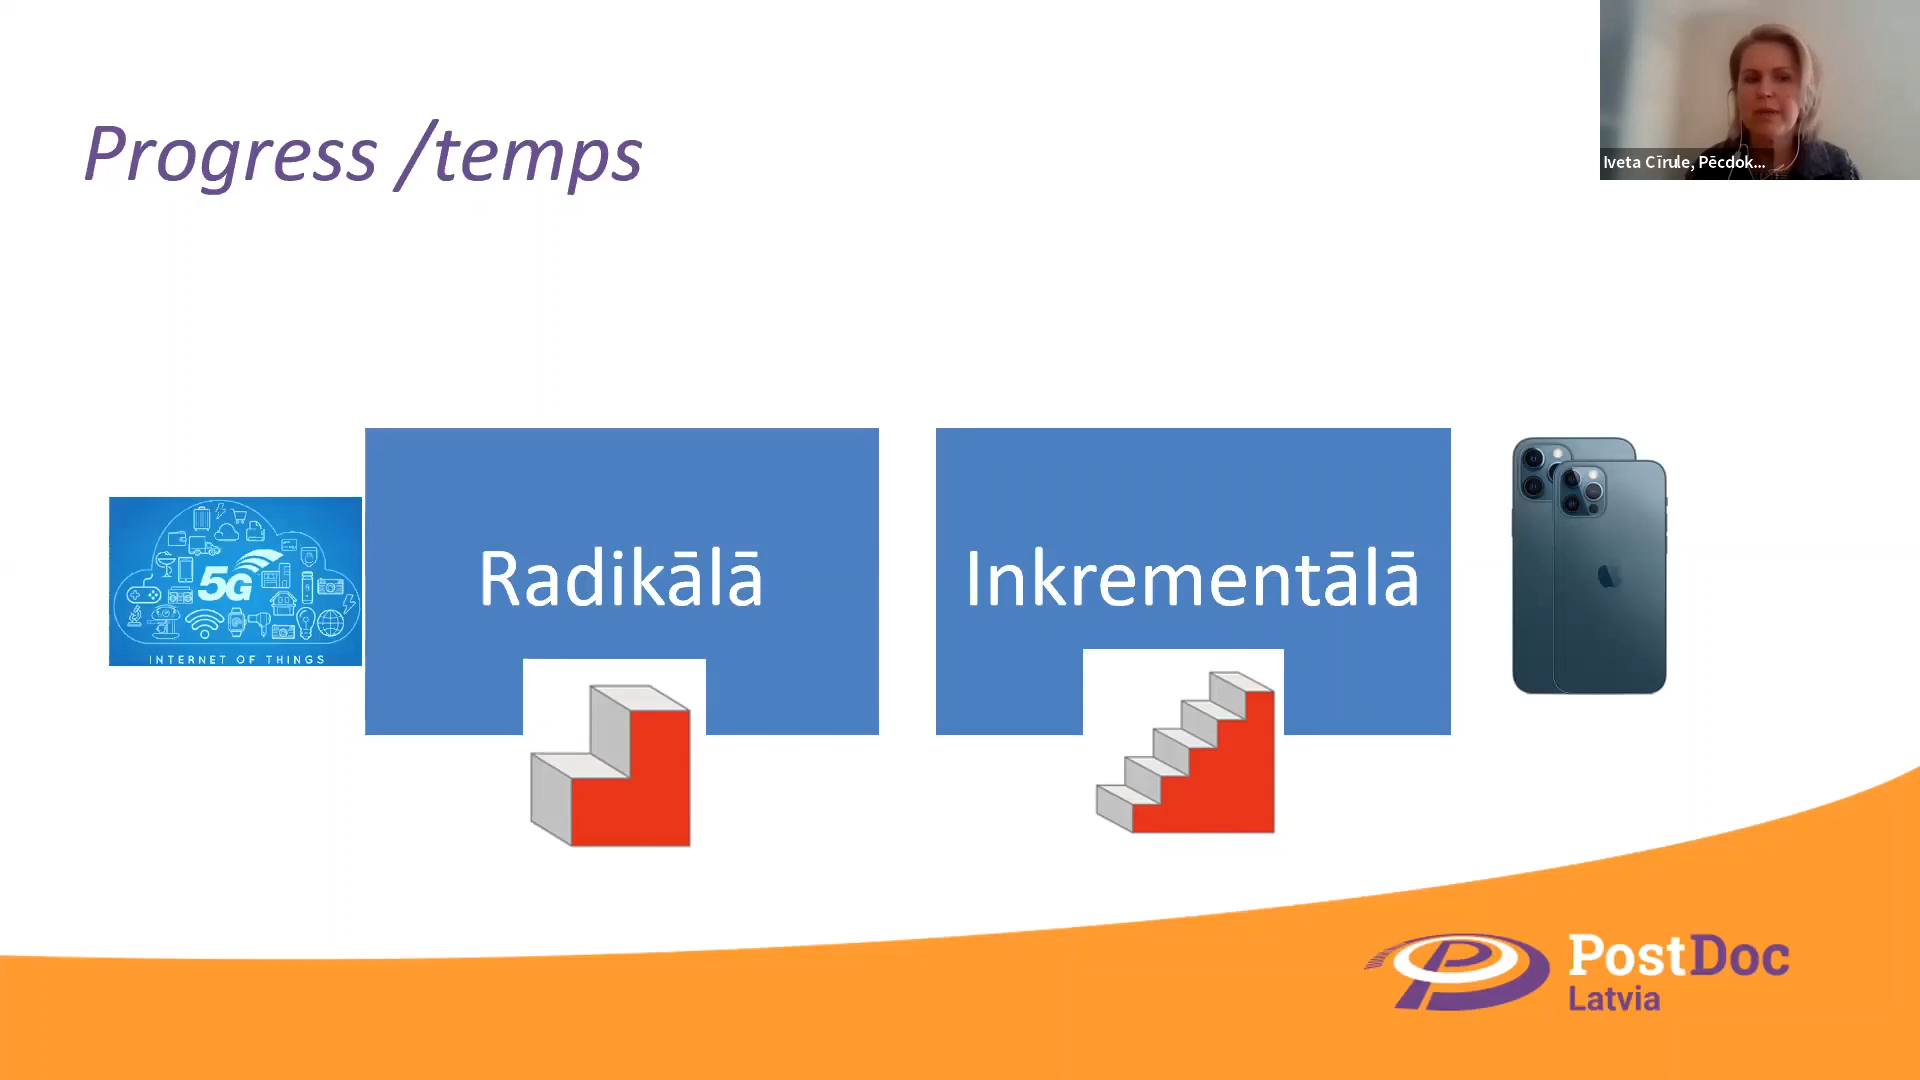 Progress /temps
Iveta Cīrule, Pēcdok...
Radikālā
Inkrementālā
5G
INTERNET OF THINGS
PostDoc
Latvia